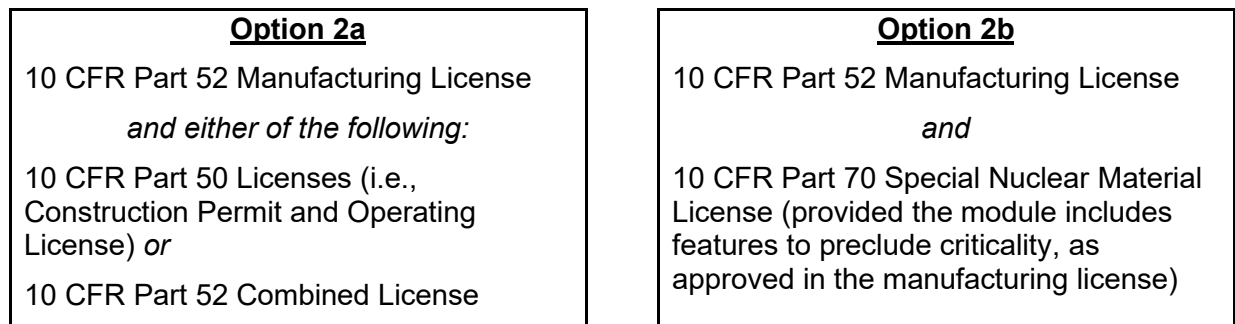 Option 2a
10 CFR Part 52 Manufacturing License
and either of the following:
10 CFR Part 50 Licenses (i.e.,
Construction Permit and Operating
License) or
10 CFR Part 52 Combined License
Option 2b
10 CFR Part 52 Manufacturing License
and
10 CFR Part 70 Special Nuclear Material
License (provided the module includes
features to preclude criticality, as
approved in the manufacturing license)